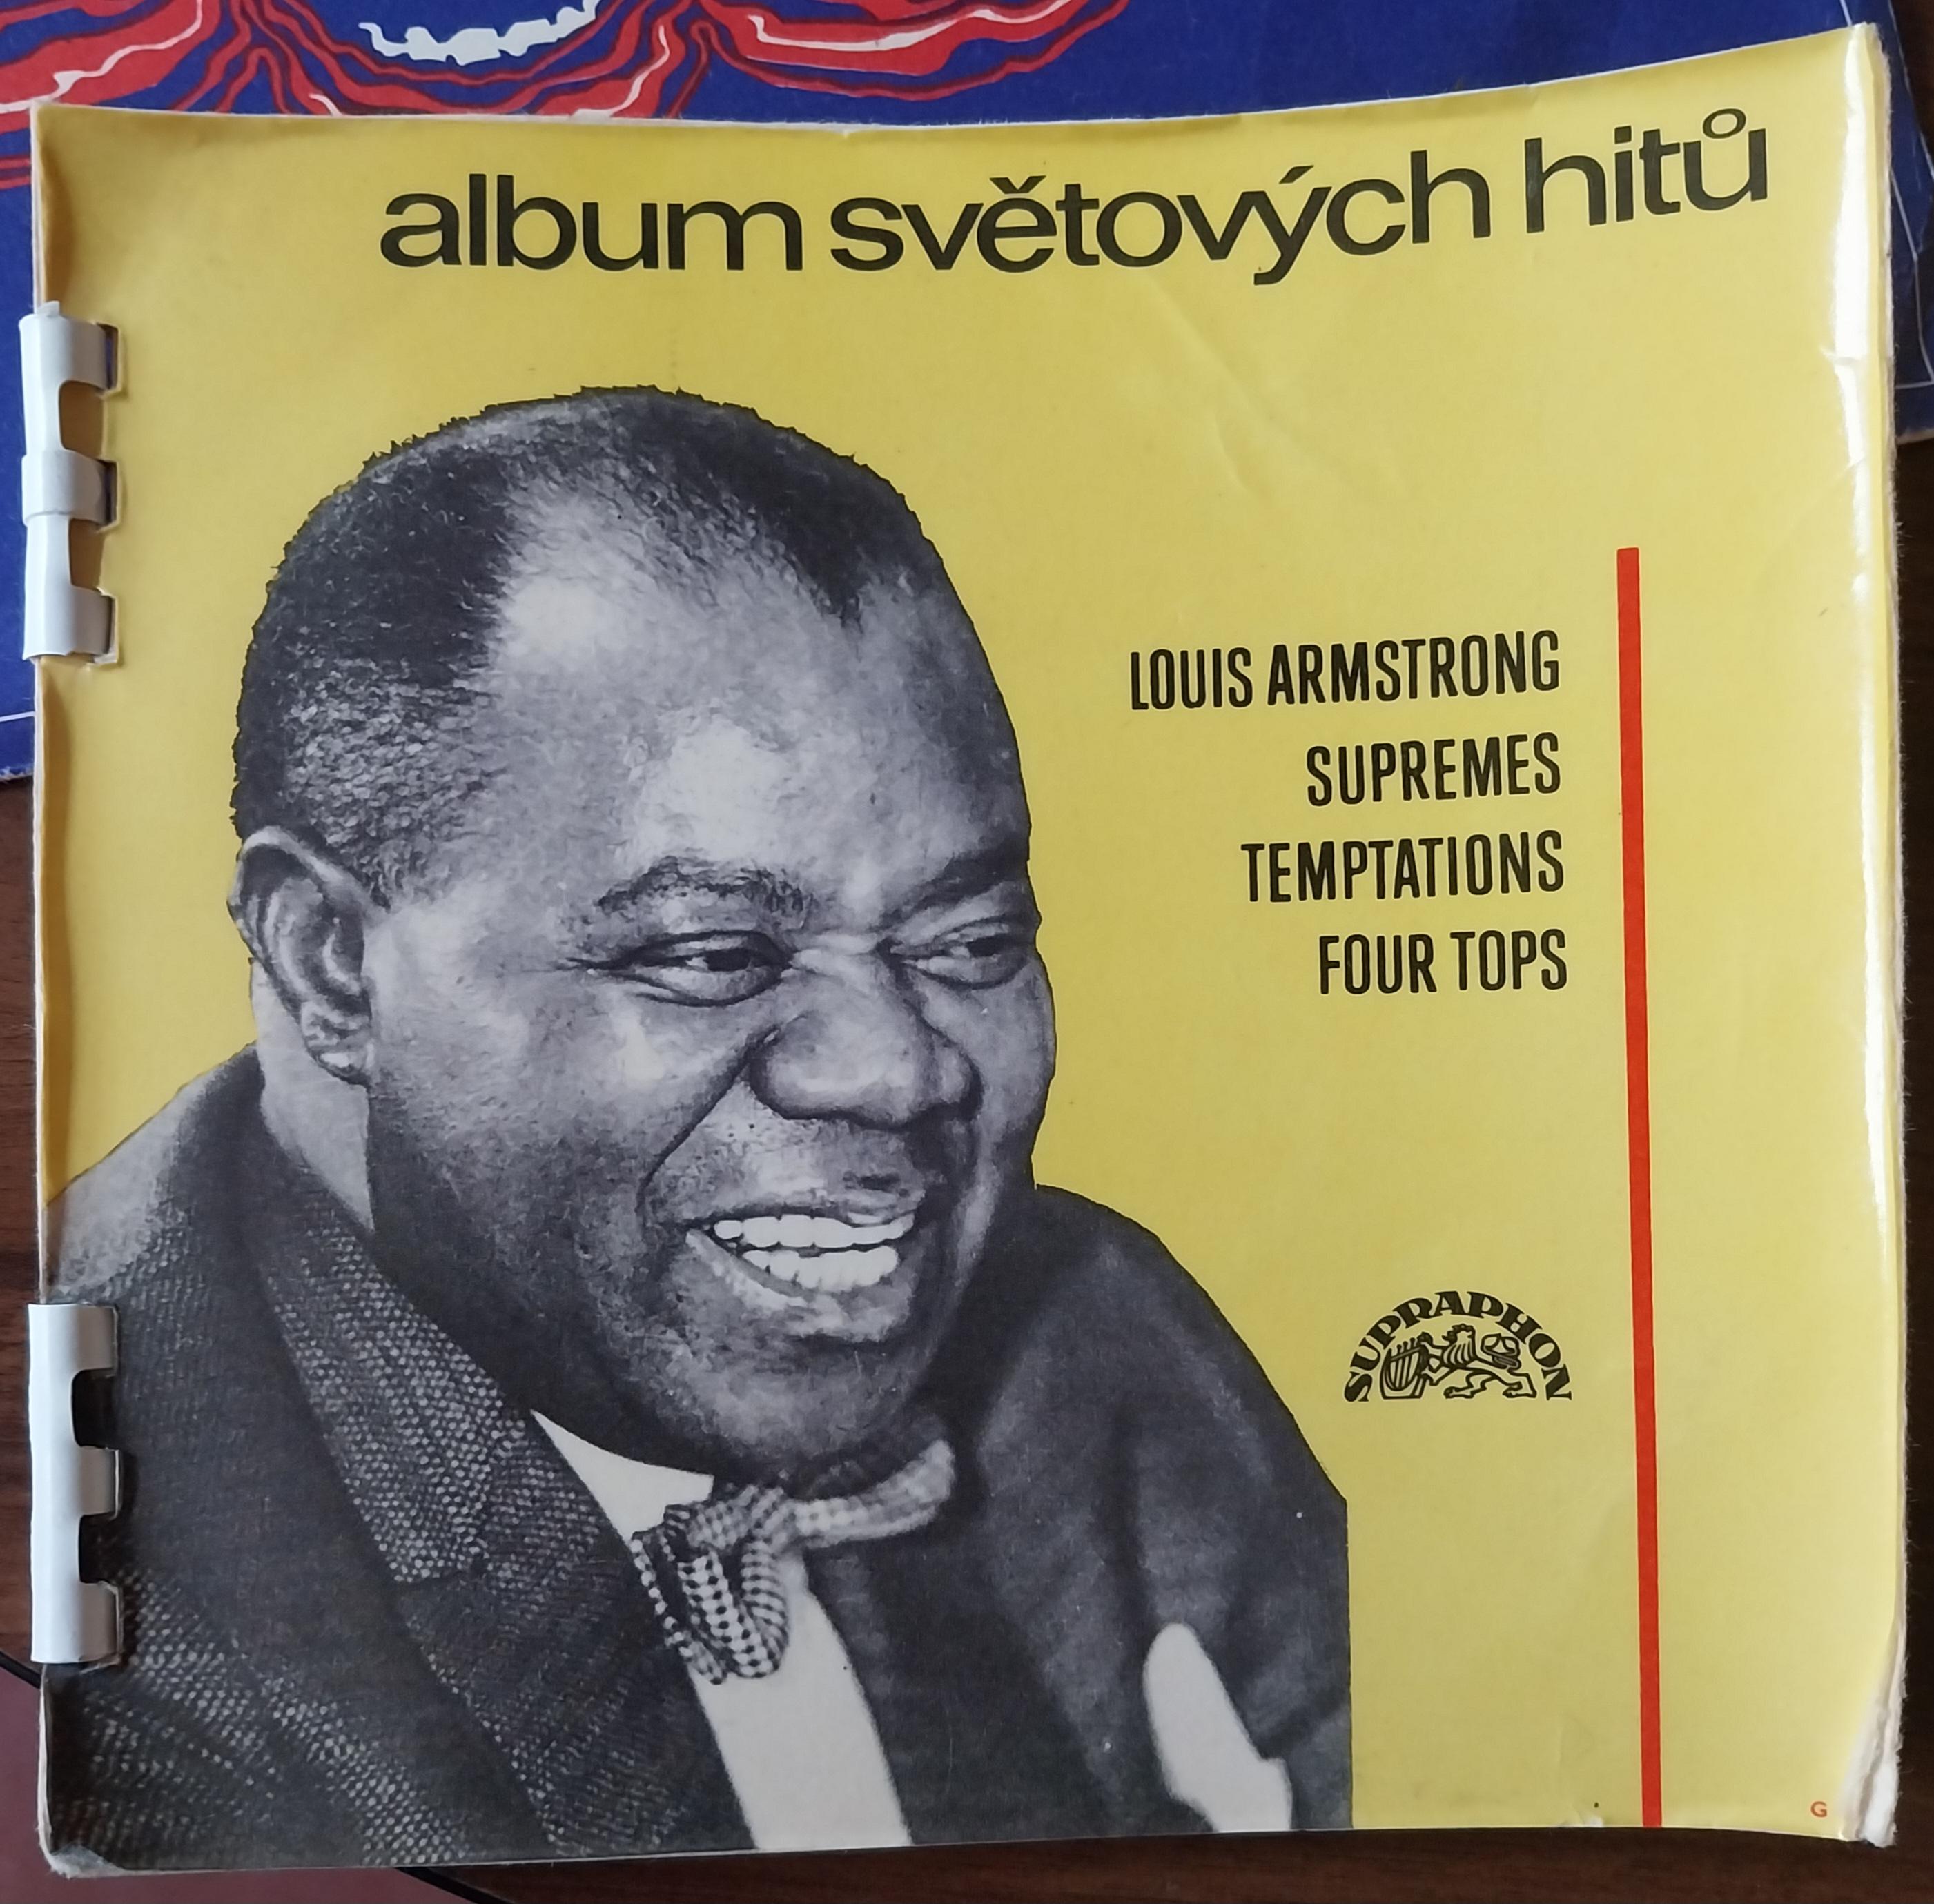 album světových hitů
LOUIS ARMSTRONG
SUPREMES
TEMPTATIONS
FOUR TOPS
SUPRAPHON
G